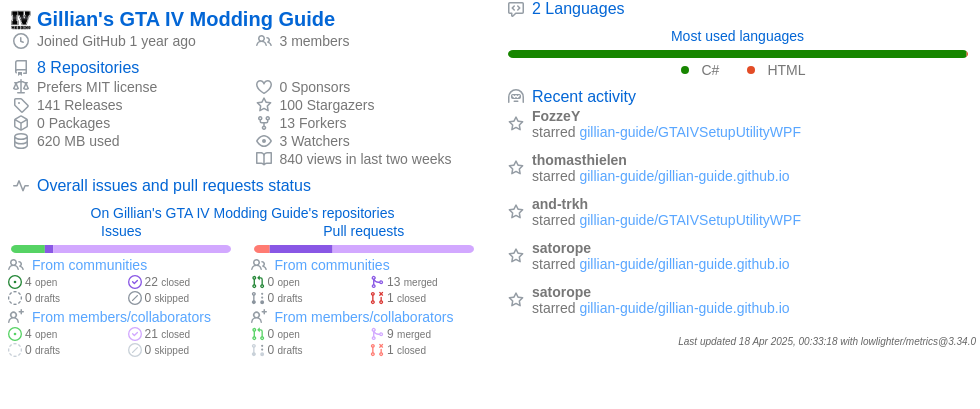 Gillian's GTA IV Modding Guide
Joined GitHub 1 year ago
3 members
8 Repositories
Prefers MIT license
0 Sponsors
141 Releases
100 Stargazers
0 Packages
13 Forkers
620 MB used
3 Watchers
840 views in last two weeks
Overall issues and pull requests status
On Gillian's GTA IV Modding Guide's repositories
Issues
Pull requests
From communities
From communities
4 open
22 closed
0 open
13 merged
0 drafts
0 skipped
0 drafts
1 closed
From members/collaborators
From members/collaborators
4 open
21 closed
0 open
9 merged
0 drafts
0 skipped
0 drafts
1 closed
2 Languages
Most used languages
C#
HTML
Recent activity
FozzeY
starred gillian-guide/GTAIVSetupUtilityWPF
thomasthielen
starred gillian-guide/gillian-guide.github.io
and-trkh
starred gillian-guide/GTAIVSetupUtilityWPF
satorope
starred gillian-guide/gillian-guide.github.io
satorope
starred gillian-guide/gillian-guide.github.io
Last updated 18 Apr 2025, 00:33:18 with lowlighter/metrics@3.34.0